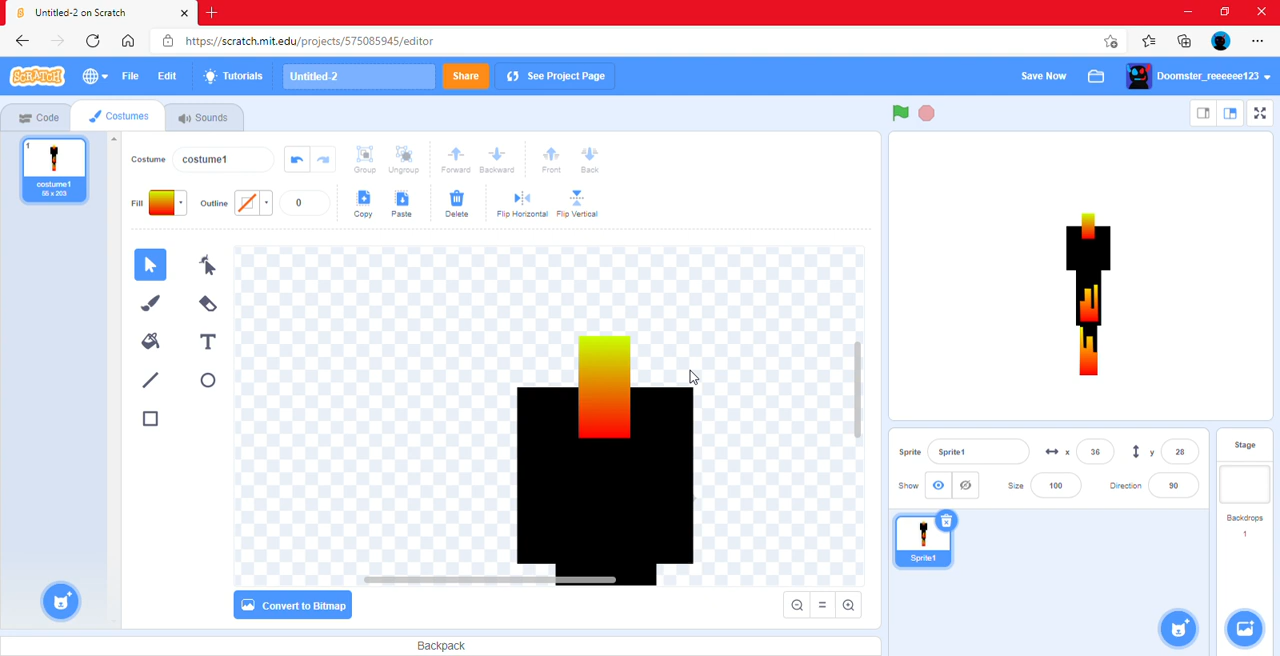 Untitled-2 on Scratch
https://scratch.mit.edu/projects/575085945/editor
SCRATCH File Edit Tutorials Untitled-2 Share See Project Page Save Now Doomster_reeeeee123
Code Costumes Sounds
1
costume1
55 x 203
Costume costume1 Group Ungroup Forward Backward Front Back
Fill Outline 0 Copy Paste Delete Flip Horizontal Flip Vertical
Convert to Bitmap
Backpack
Sprite Sprite1 x 36 y 28
Show Size 100 Direction 90
Sprite1
Stage
Backdrops
1